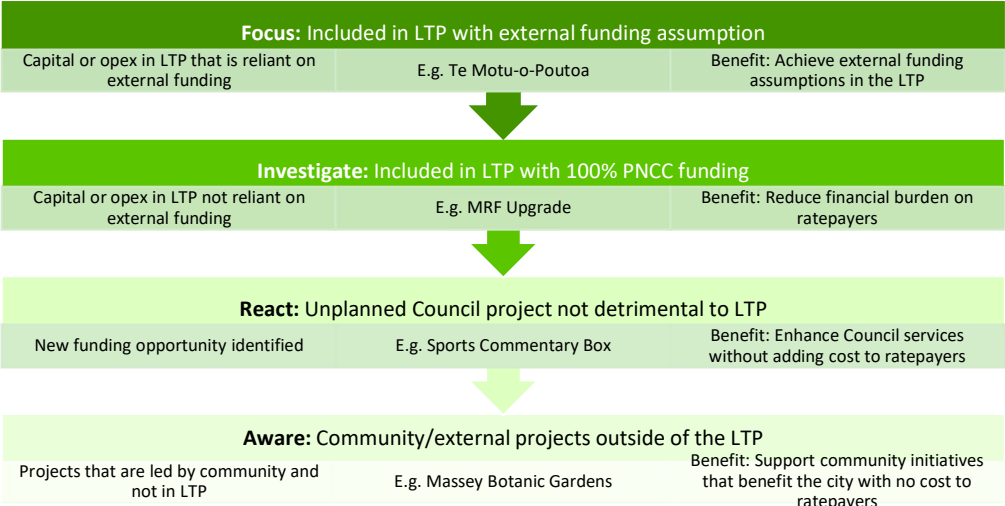 Focus: Included in LTP with external funding assumption
Capital or opex in LTP that is reliant on
external funding
E.g. Te Motu-o-Poutoa
Benefit: Achieve external funding
assumptions in the LTP
Investigate: Included in LTP with 100% PNCC funding
Capital or opex in LTP not reliant on
external funding
E.g. MRF Upgrade
Benefit: Reduce financial burden on
ratepayers
React: Unplanned Council project not detrimental to LTP
New funding opportunity identified
E.g. Sports Commentary Box
Benefit: Enhance Council services
without adding cost to ratepayers
Aware: Community/external projects outside of the LTP
Projects that are led by community and
not in LTP
E.g. Massey Botanic Gardens
Benefit: Support community initiatives
that benefit the city with no cost to
ratepayers